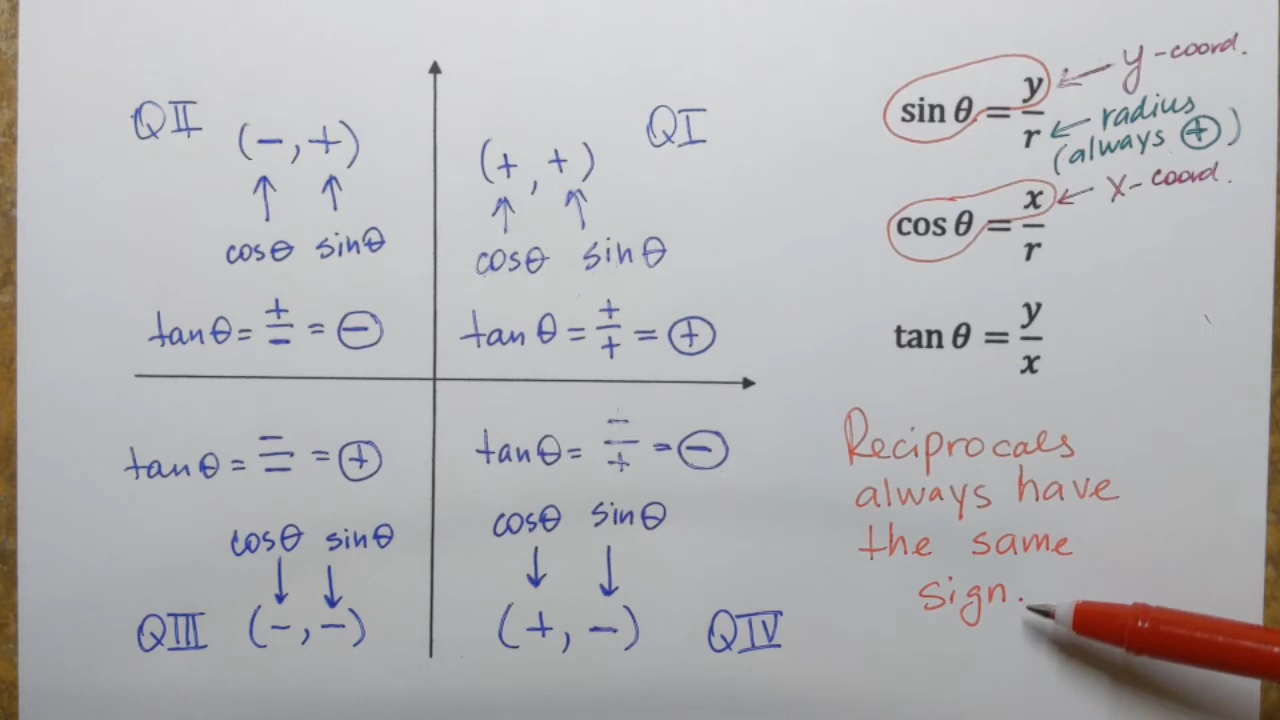 QII
(-, +)
cosθ sinθ
tanθ = +/- = ⊖
QI
(+, +)
cosθ sinθ
tanθ = +/+ = ⊕
tanθ = -/- = ⊕
cosθ sinθ
QIII (-, -)
tanθ = -/+ = ⊖
cosθ sinθ
(+, -) QIV
sin θ = y/r
y-coord.
radius
(always ⊕)
cos θ = x/r
x-coord.
tan θ = y/x
Reciprocals
always have
the same
sign.